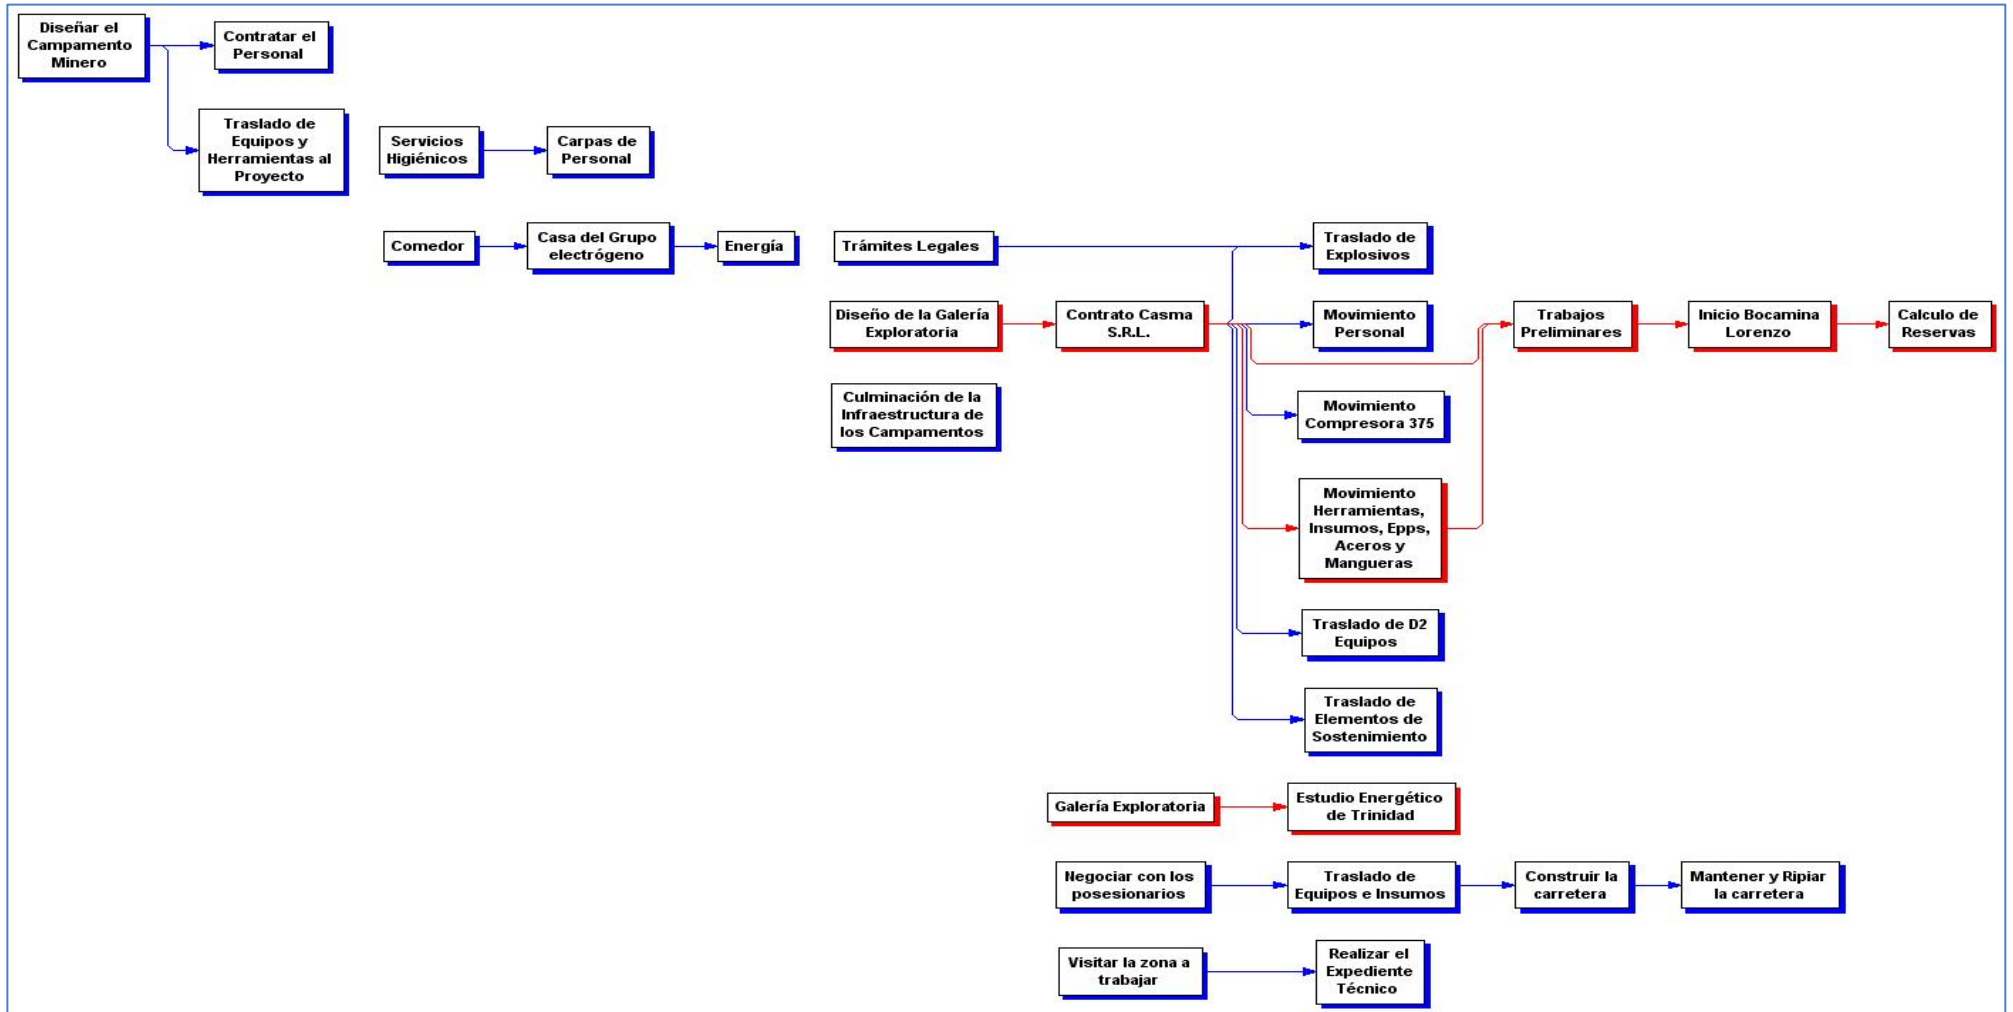 Diseñar el
Campamento
Minero
Contratar el
Personal
Traslado de
Equipos y
Herramientas al
Proyecto
Servicios
Higiénicos
Carpas de
Personal
Comedor
Casa del Grupo
electrógeno
Energía
Trámites Legales
Traslado de
Explosivos
Diseño de la Galería
Exploratoria
Contrato Casma
S.R.L.
Movimiento
Personal
Trabajos
Preliminares
Inicio Bocamina
Lorenzo
Calculo de
Reservas
Culminación de la
Infraestructura de
los Campamentos
Movimiento
Compresora 375
Movimiento
Herramientas,
Insumos, Epps,
Aceros y
Mangueras
Traslado de D2
Equipos
Traslado de
Elementos de
Sostenimiento
Galería Exploratoria
Estudio Energético
de Trinidad
Negociar con los
posesionarios
Traslado de
Equipos e Insumos
Construir la
carretera
Mantener y Ripiar
la carretera
Visitar la zona a
trabajar
Realizar el
Expediente
Técnico